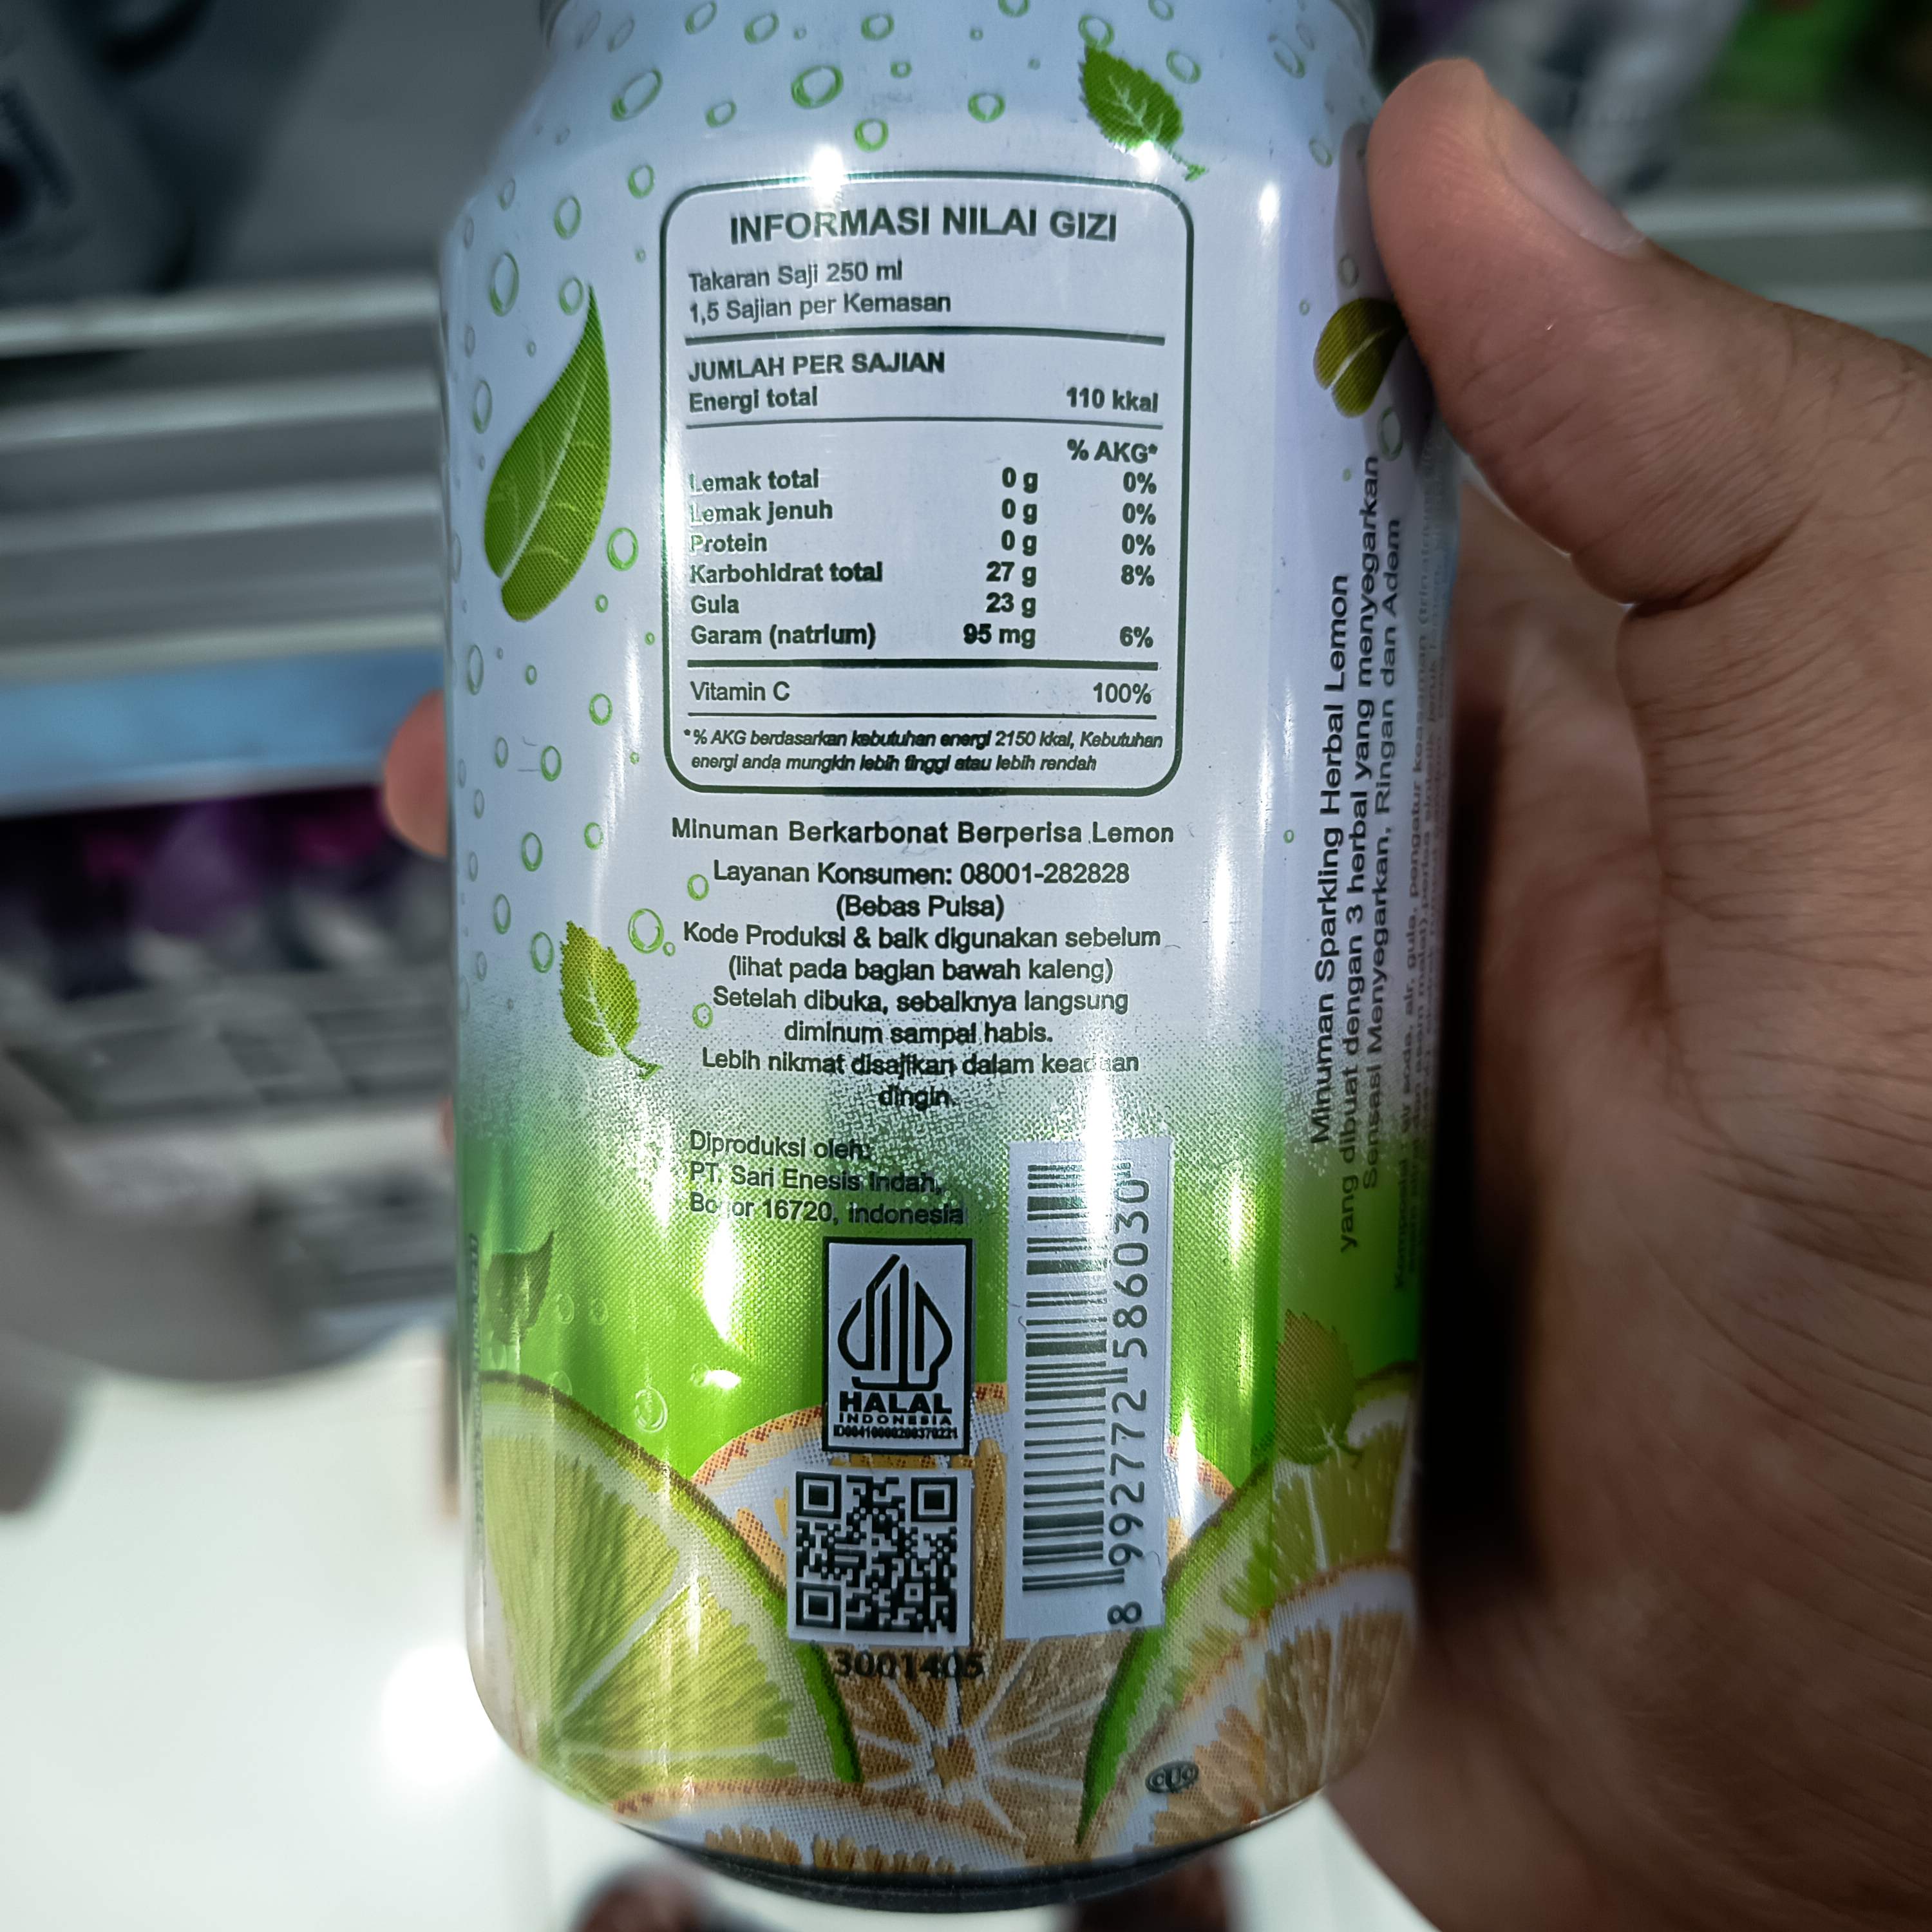 INFORMASI NILAI GIZI
Takaran Saji 250 ml
1,5 Sajian per Kemasan
JUMLAH PER SAJIAN
Energi total 110 kkal
% AKG*
Lemak total 0 g 0%
Lemak jenuh 0 g 0%
Protein 0 g 0%
Karbohidrat total 27 g 8%
Gula 23 g
Garam (natrium) 95 mg 6%
Vitamin C 100%
*% AKG berdasarkan kebutuhan energi 2150 kkal, Kebutuhan
energi anda mungkin lebih tinggi atau lebih rendah
Minuman Berkarbonat Berperisa Lemon
Layanan Konsumen: 08001-282828
(Bebas Pulsa)
Kode Produksi & baik digunakan sebelum
(lihat pada bagian bawah kaleng)
Setelah dibuka, sebaiknya langsung
diminum sampai habis.
Lebih nikmat disajikan dalam keadaan
dingin.
Diproduksi oleh:
PT. Sari Enesis Indah,
Bogor 16720, Indonesia
HALAL
INDONESIA
3001405
8 992772 586030
Minuman Sparkling Herbal Lemon
yang dibuat dengan 3 herbal yang menyegarkan
Sensasi Menyegarkan, Ringan dan Adem